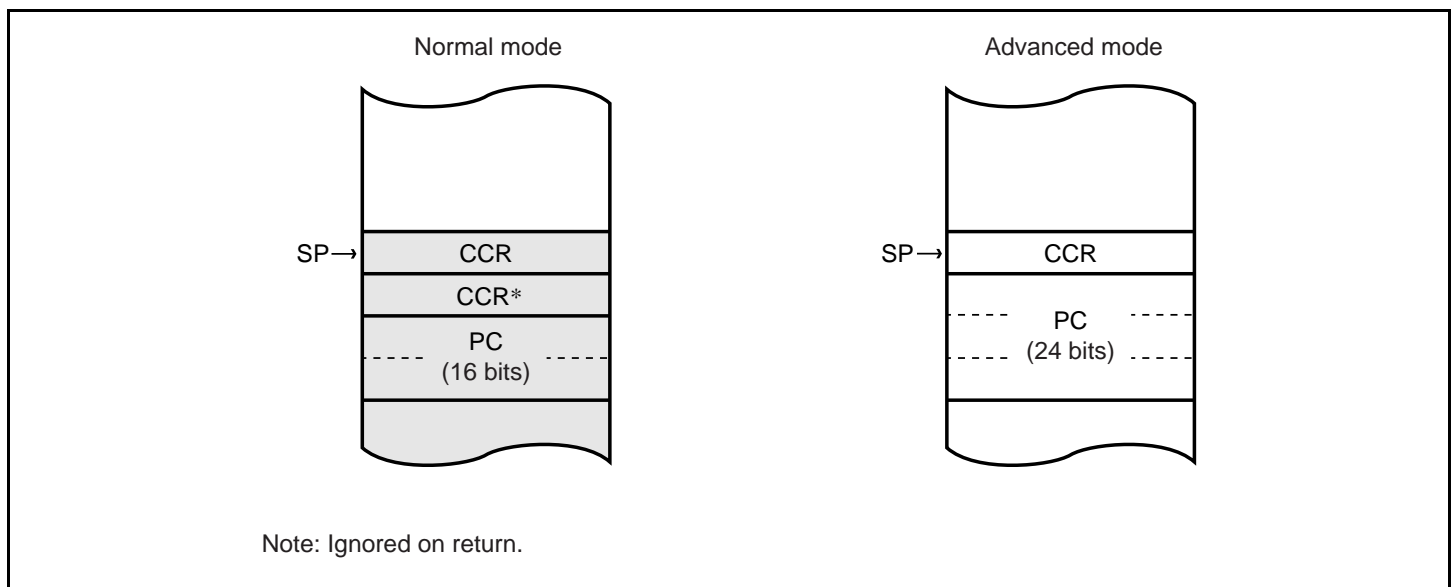 Normal mode
SP→ CCR
CCR*
PC
(16 bits)
Advanced mode
SP→ CCR
PC
(24 bits)
Note: Ignored on return.